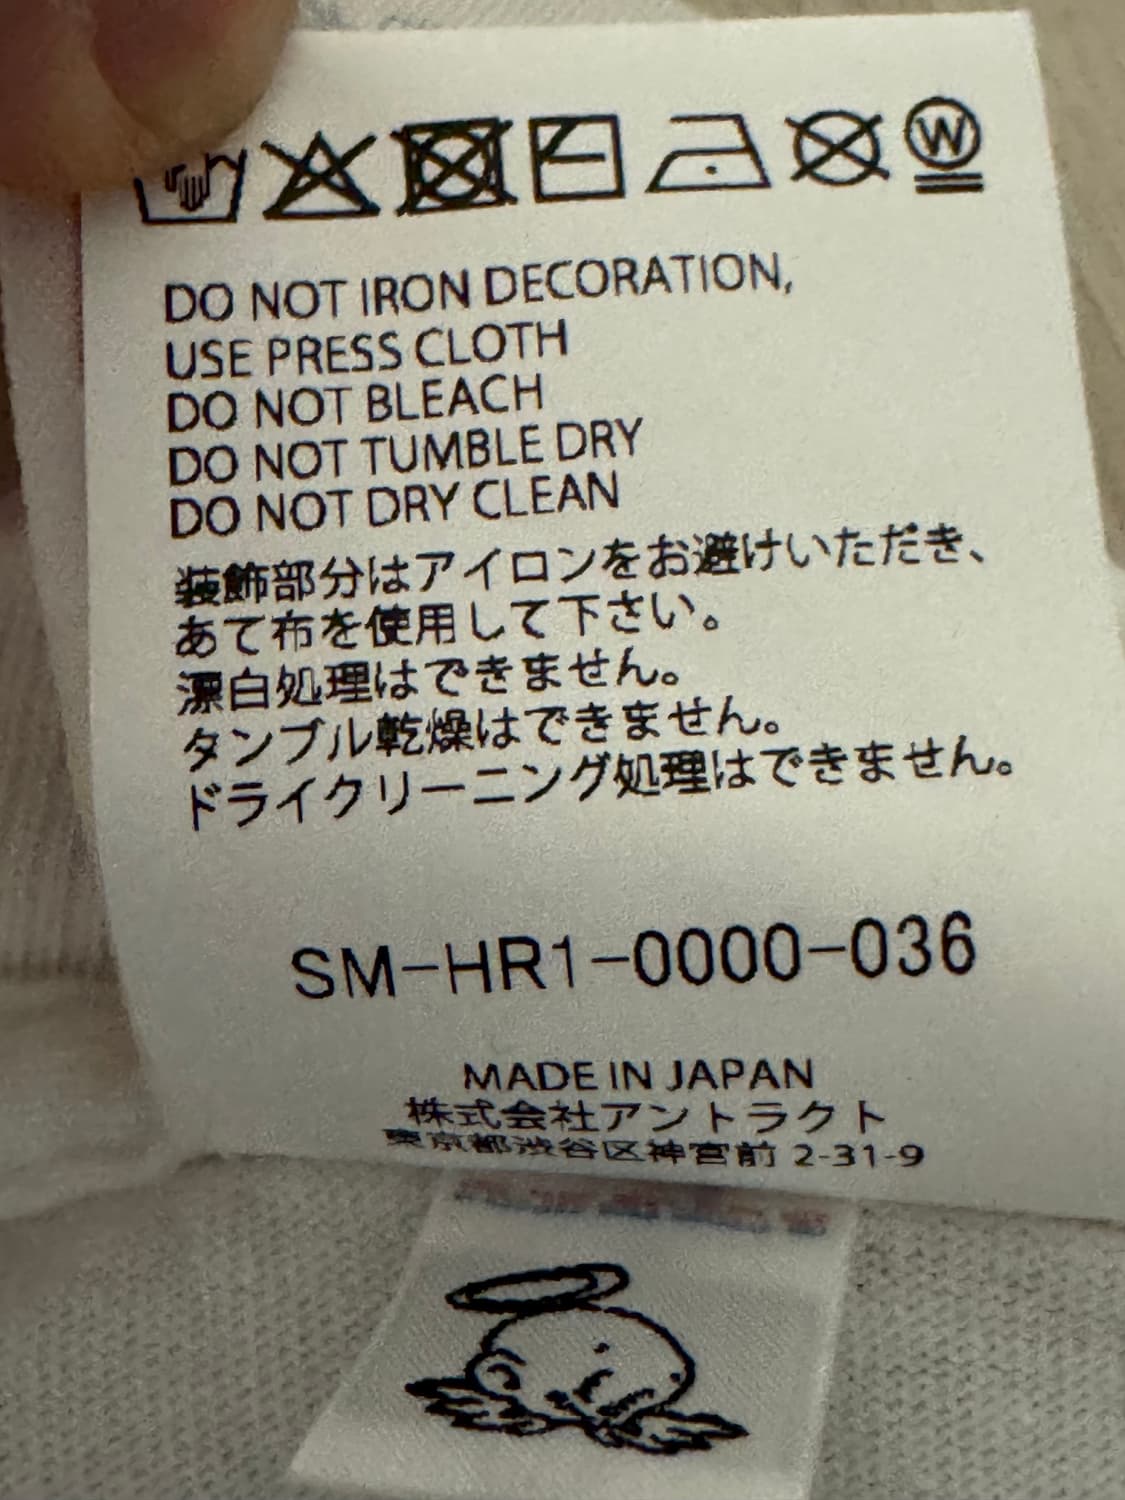 W
DO NOT IRON DECORATION,
USE PRESS CLOTH
DO NOT BLEACH
DO NOT TUMBLE DRY
DO NOT DRY CLEAN
装飾部分はアイロンをお避けいただき、
あて布を使用して下さい。
漂白処理はできません。
タンブル乾燥はできません。
ドライクリーニング処理はできません。
SM-HR1-0000-036
MADE IN JAPAN
株式会社アントラクト
東京都渋谷区神宮前 2-31-9